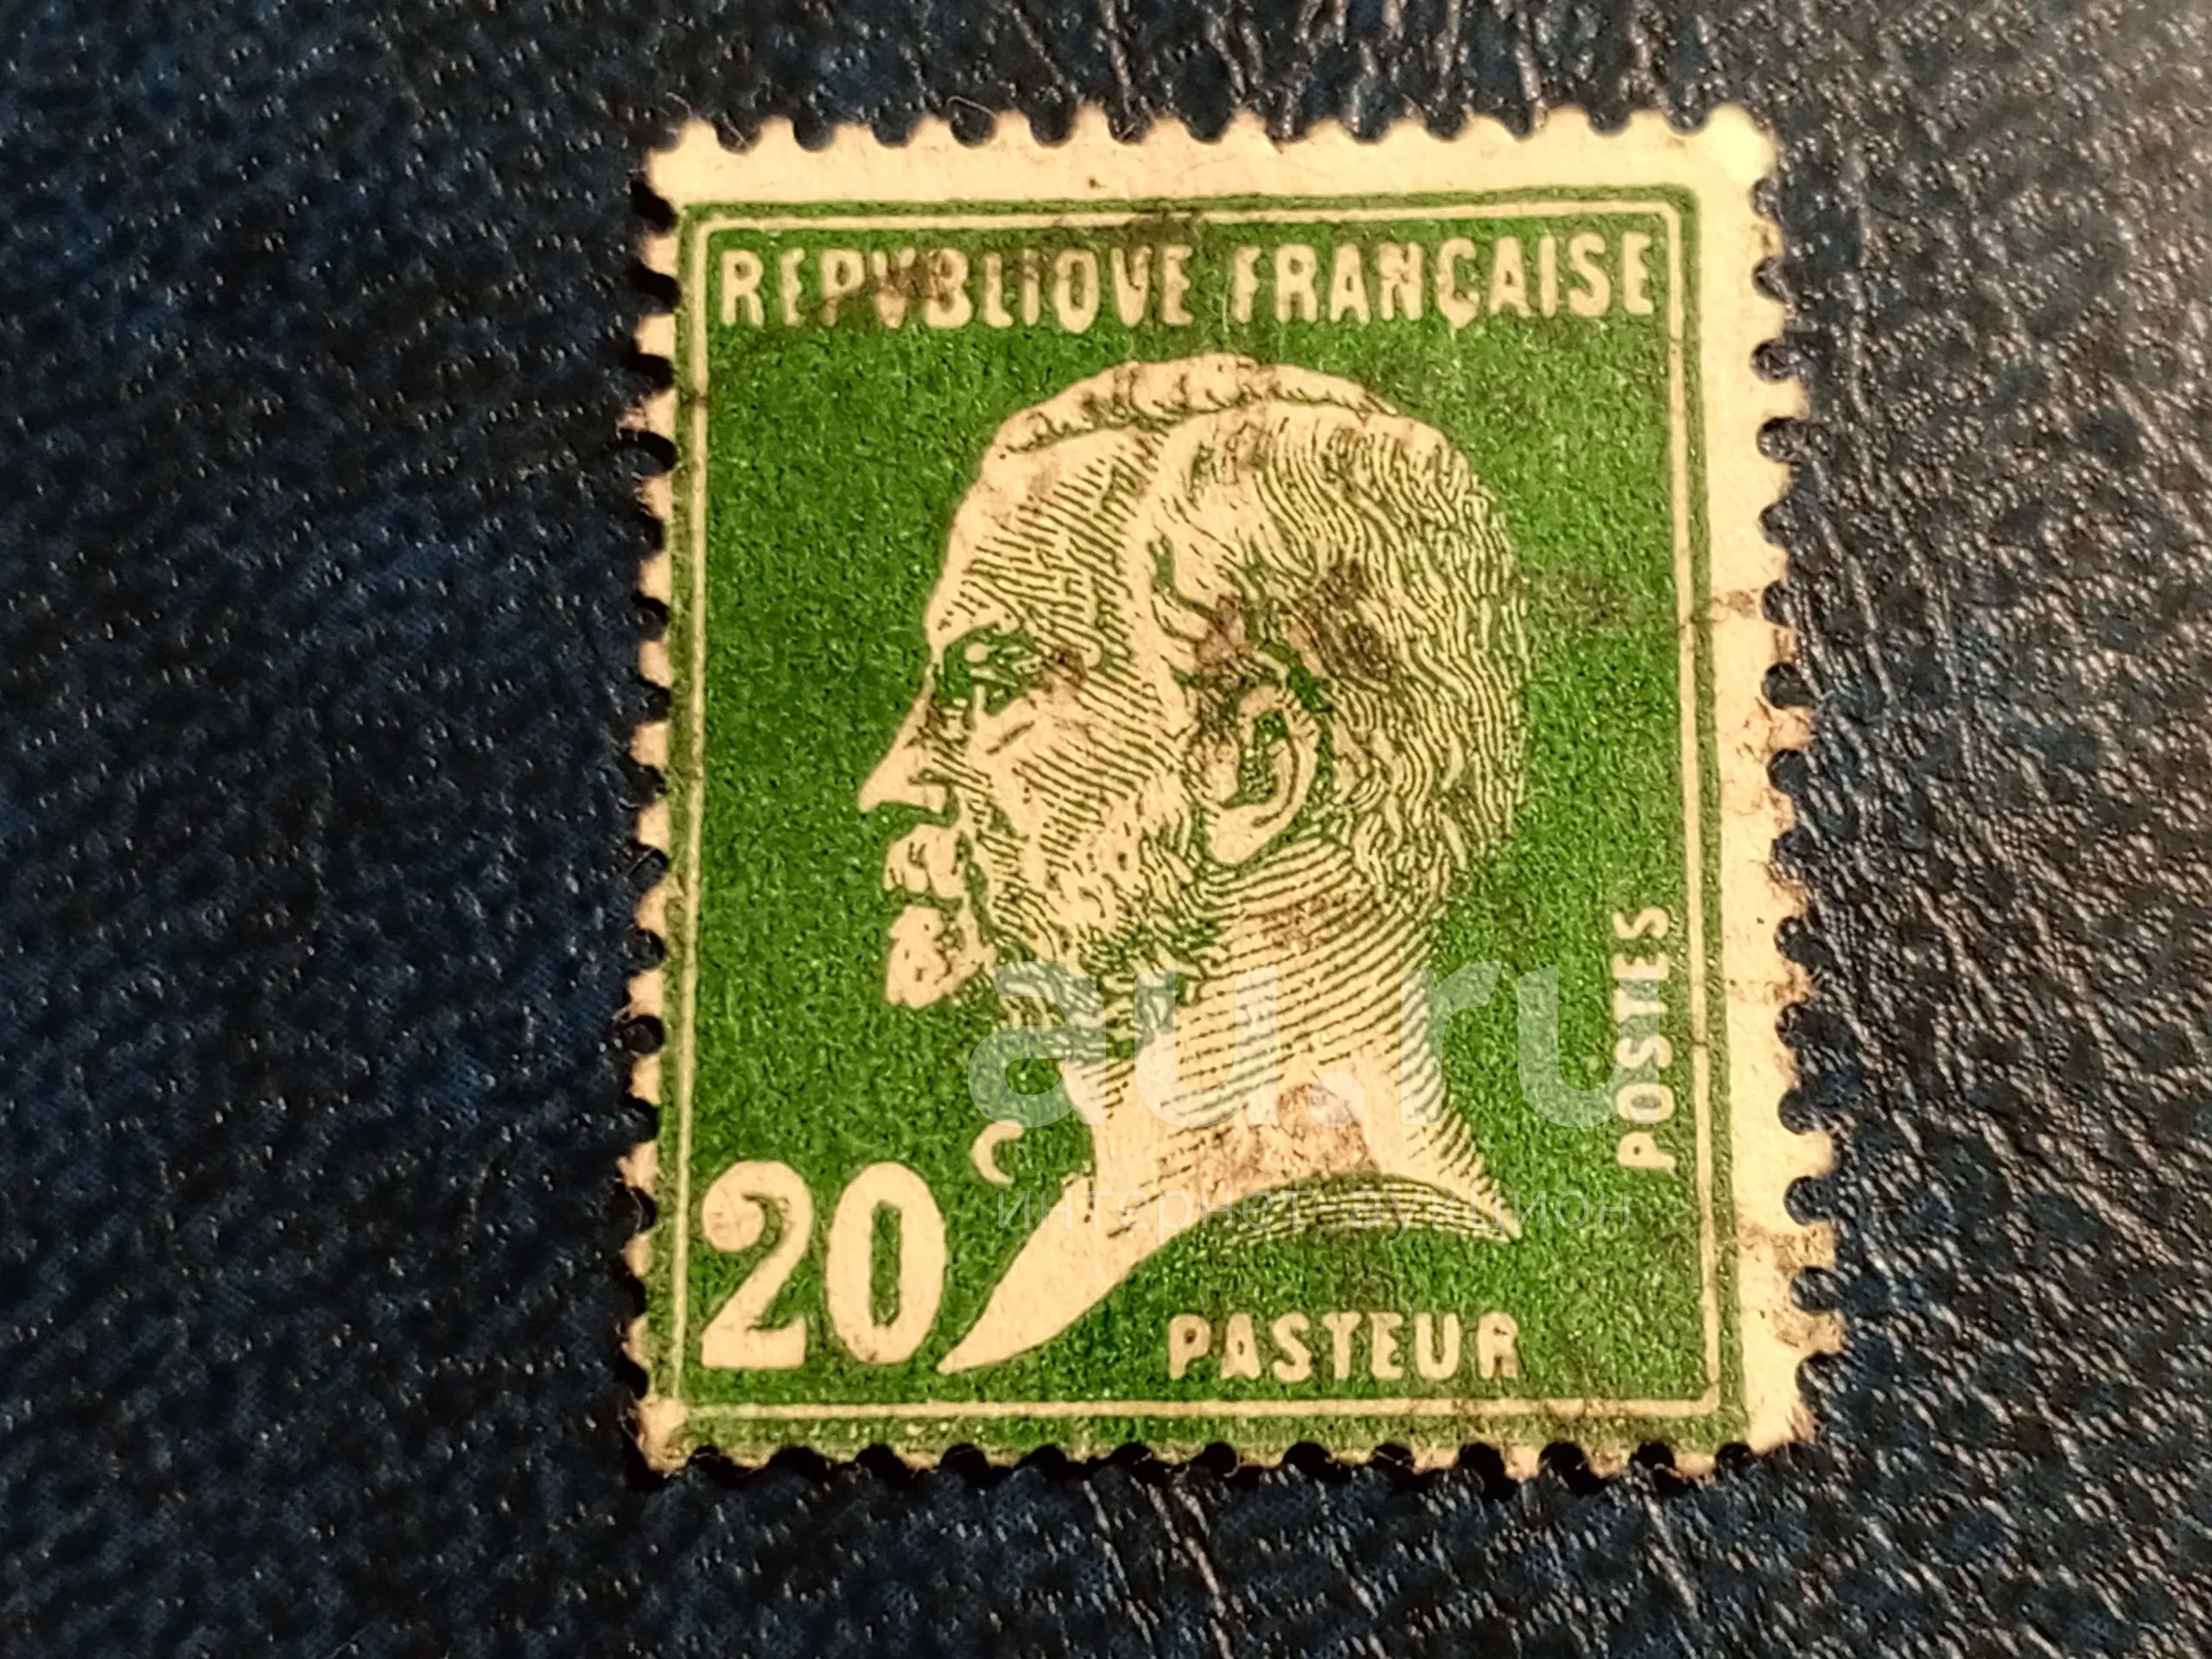 REPVBLIQVE FRANÇAISE
POSTES
au.ru
интернет аукцион
20 c
PASTEUR